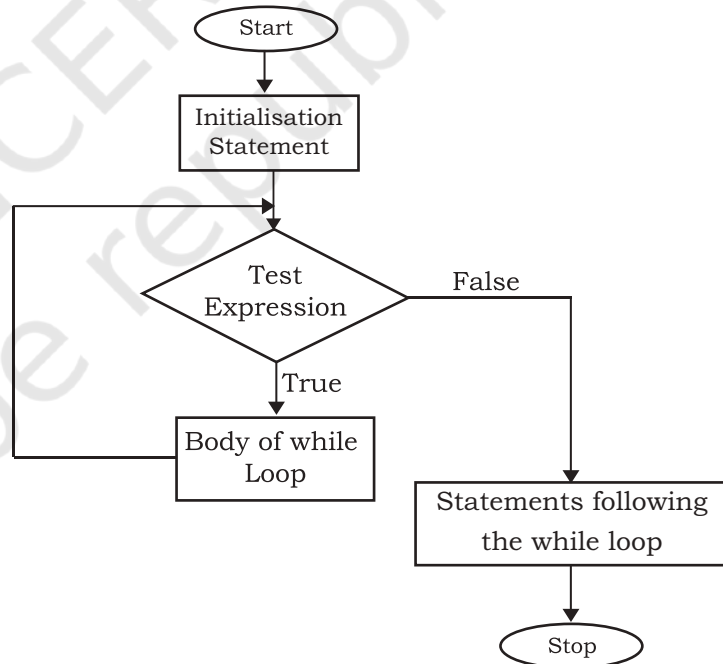 Start
Initialisation
Statement
Test
Expression
False
True
Body of while
Loop
Statements following
the while loop
Stop